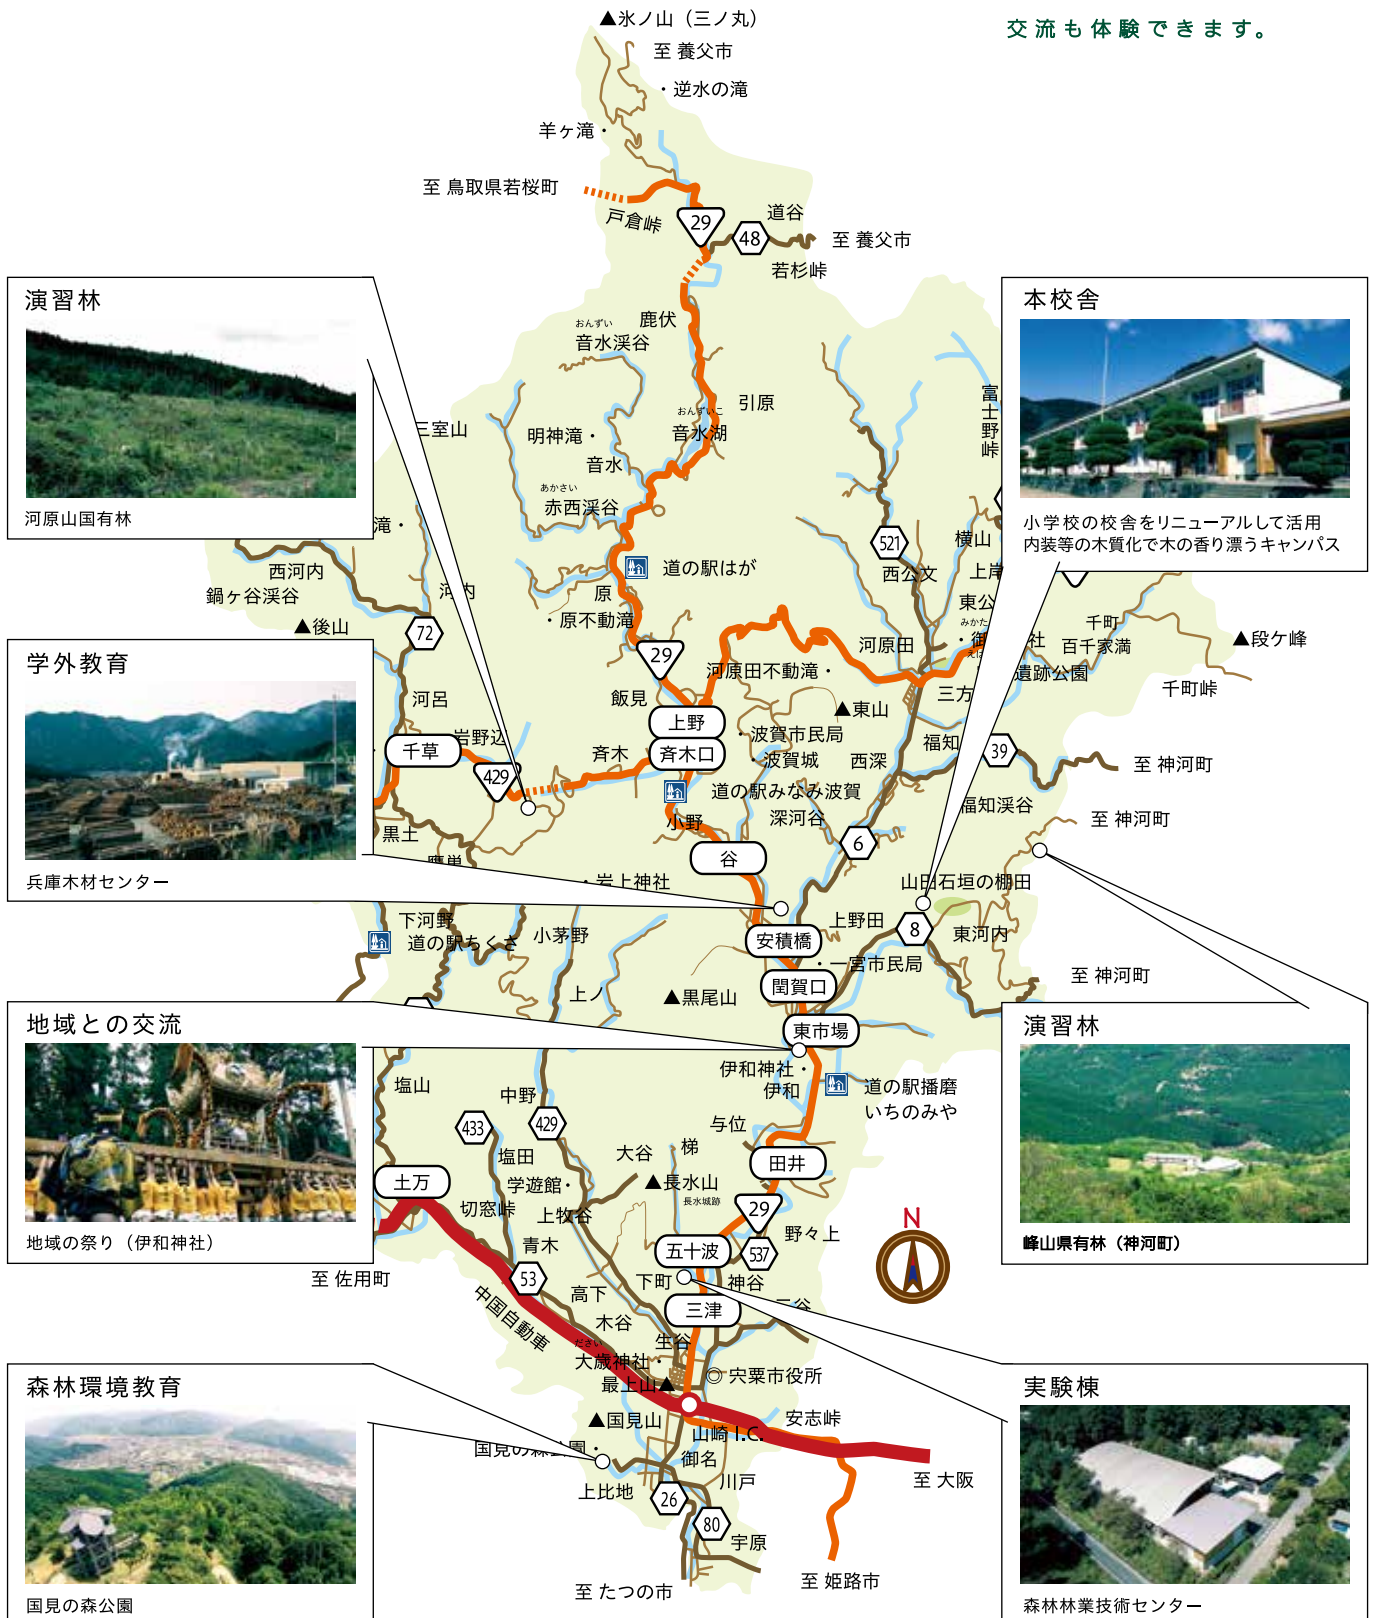 ▲氷ノ山（三ノ丸）
交流も体験できます。
至 養父市
・逆水の滝
羊ヶ滝・
至 鳥取県若桜町
戸倉峠
29
48
道谷
至 養父市
若杉峠
演習林
河原山国有林
本校舎
小学校の校舎をリニューアルして活用
内装等の木質化で木の香り漂うキャンパス
おんずい
音水渓谷
鹿伏
引原
おんずいこ
音水湖
富士野峠
三室山
明神滝・
音水
あかさい
赤西渓谷
滝・
521
横山
西公文
上岸
西河内
鍋ヶ谷渓谷
河内
道の駅はが
原
・原不動滝
東公
みかた
・御
社
千町
百千家満
▲段ケ峰
▲後山
72
29
河原田
河原田不動滝・
えは
遺跡公園
千町峠
学外教育
兵庫木材センター
河呂
飯見
上野
▲東山
三方
千草
岩野辺
429
斉木
斉木口
・波賀市民局
・波賀城
西深
福知
39
至 神河町
道の駅みなみ波賀
福知渓谷
至 神河町
黒土
小野
深河谷
6
鷹巣
谷
・岩上神社
山田石垣の棚田
下河野
道の駅ちくさ
小茅野
安積橋
上野田
8
東河内
・一宮市民局
至 神河町
上ノ
▲黒尾山
閏賀口
地域との交流
地域の祭り（伊和神社）
東市場
演習林
峰山県有林（神河町）
塩山
中野
伊和神社・
伊和
道の駅播磨
いちのみや
433
429
与位
塩田
大谷
梯
田井
土万
学遊館・
▲長水山
長水城跡
切窓峠
上牧谷
29
野々上
N
青木
五十波
537
至 佐用町
53
下町
神谷
中国自動車
高下
三津
木谷
生谷
ださい
大歳神社・
最上山▲
◎宍粟市役所
森林環境教育
国見の森公園
実験棟
森林林業技術センター
▲国見山
安志峠
山崎 I.C.
国見の森公園・
御名
至 大阪
上比地
26
川戸
80
宇原
至 たつの市
至 姫路市